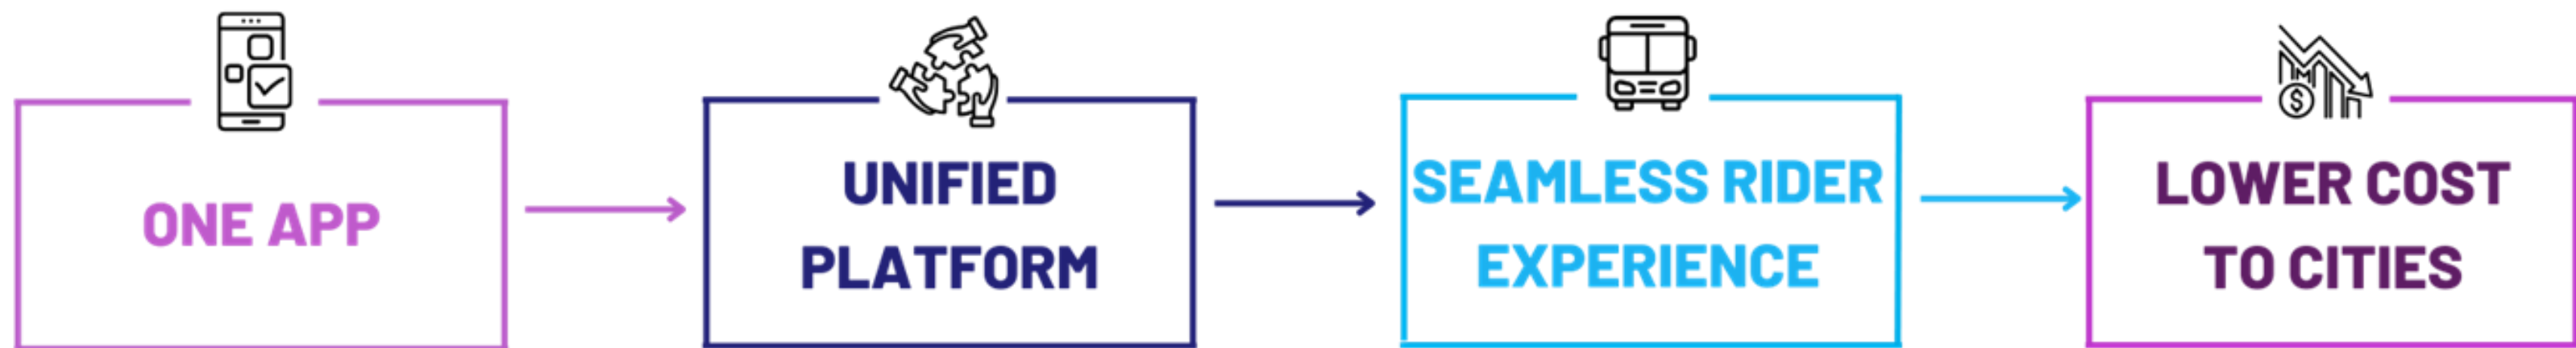 ONE APP
UNIFIED
PLATFORM
SEAMLESS RIDER
EXPERIENCE
LOWER COST
TO CITIES
$